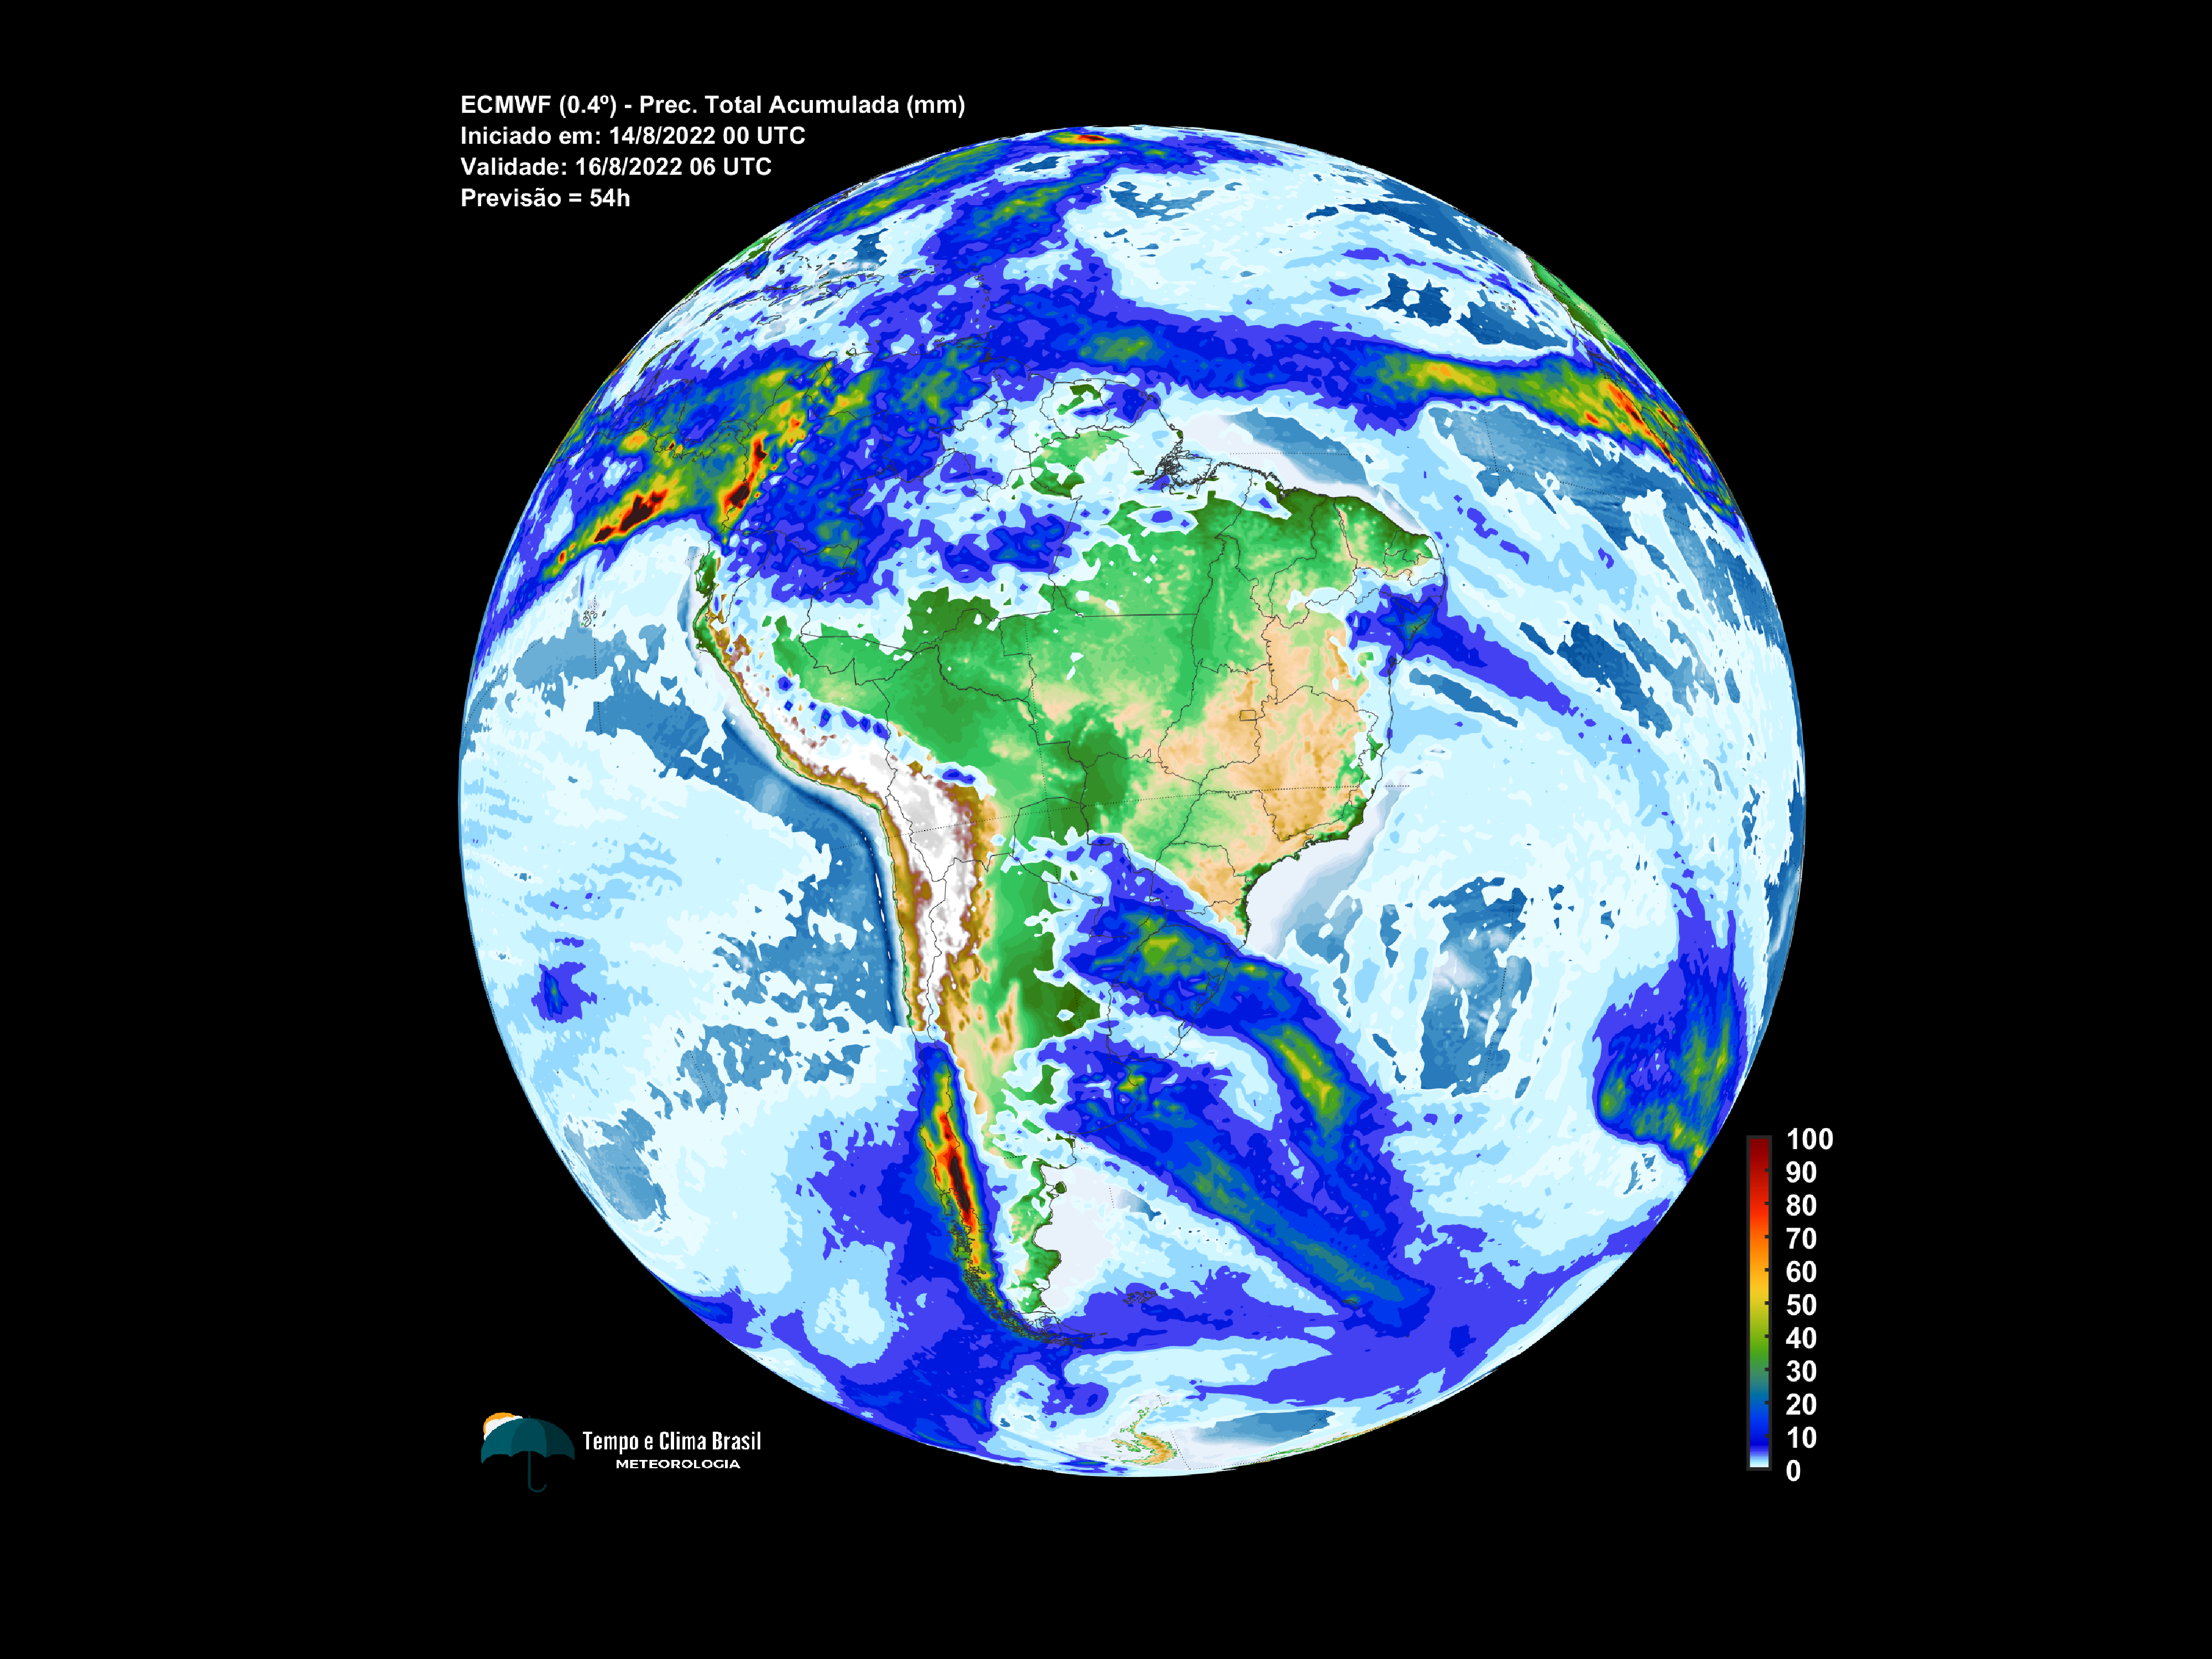 ECMWF (0.4º) - Prec. Total Acumulada (mm)
Iniciado em: 14/8/2022 00 UTC
Validade: 16/8/2022 06 UTC
Previsão = 54h
100
90
80
70
60
50
40
30
20
10
0
Tempo e Clima Brasil
METEOROLOGIA